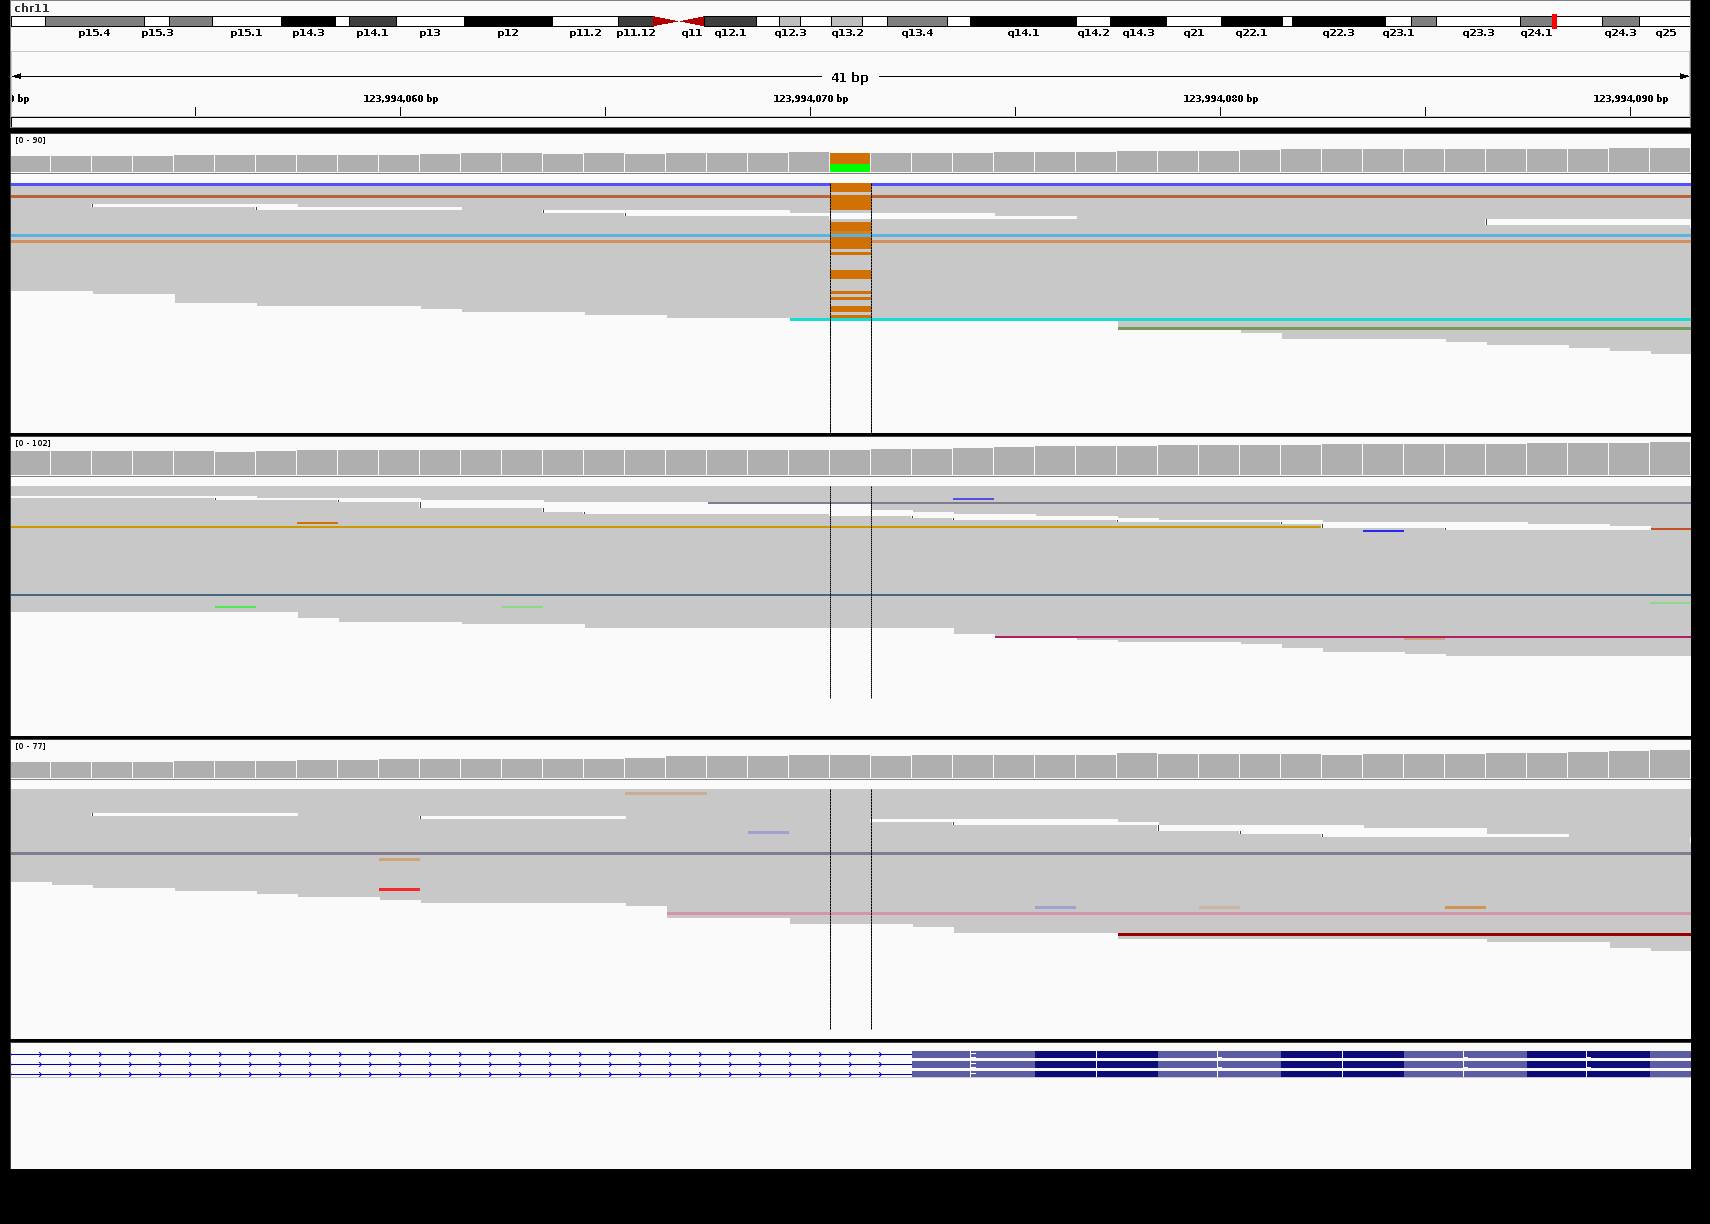 chr11
p15.4 p15.3 p15.1 p14.3 p14.1 p13 p12 p11.2 p11.12 q11 q12.1 q12.3 q13.2 q13.4 q14.1 q14.2 q14.3 q21 q22.1 q22.3 q23.1 q23.3 q24.1 q24.3 q25
41 bp
bp 123,994,060 bp 123,994,070 bp 123,994,080 bp 123,994,090 bp
[0 - 90]
[0 - 102]
[0 - 77]